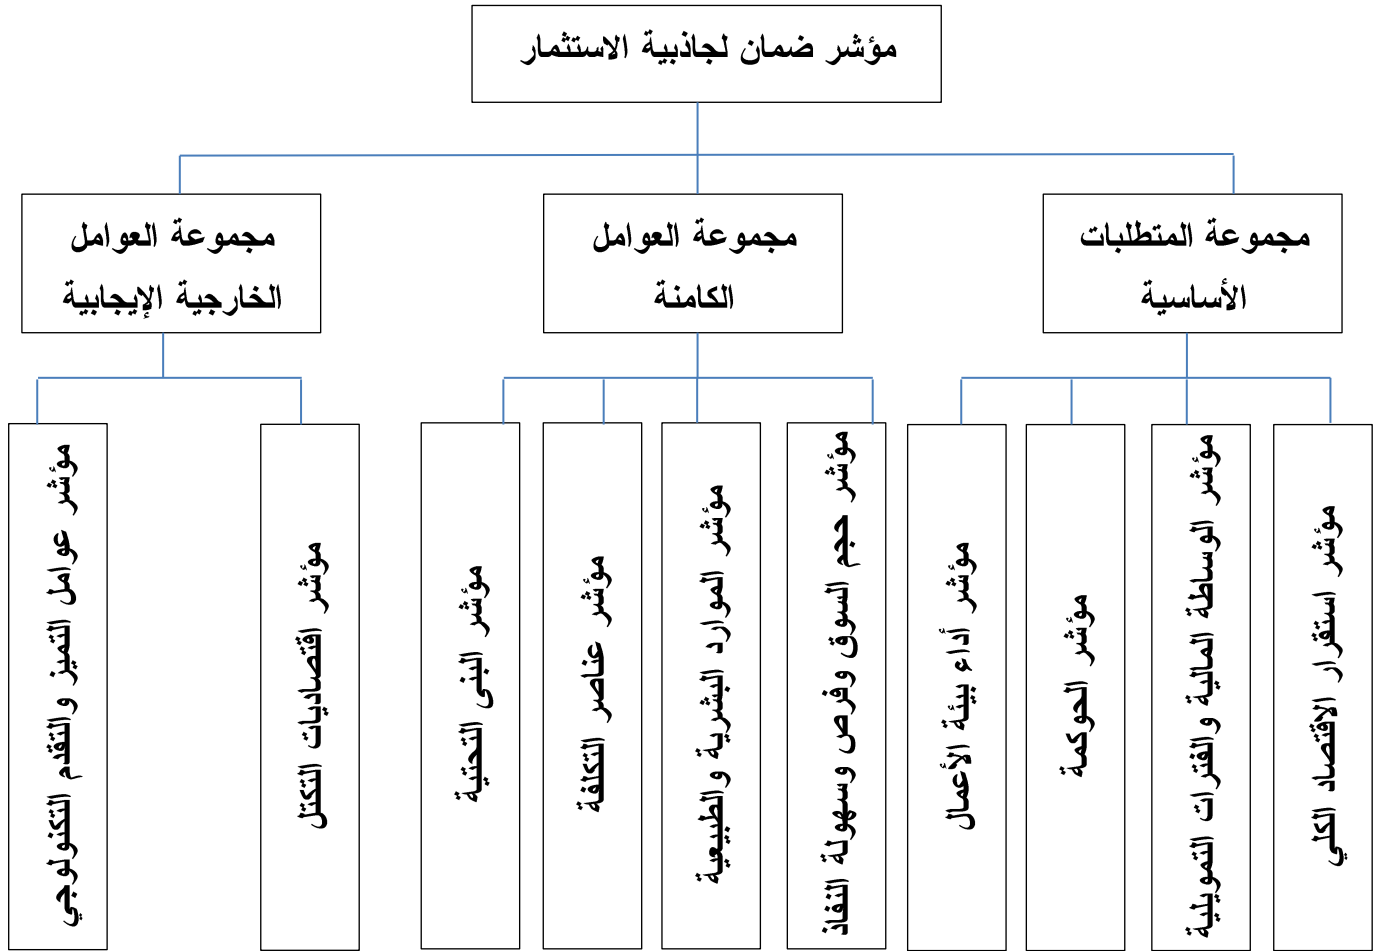 مؤشر ضمان لجاذبية الاستثمار
مجموعة المتطلبات
الأساسية
مجموعة العوامل
الكامنة
مجموعة العوامل
الخارجية الإيجابية
مؤشر استقرار الاقتصاد الكلي
مؤشر الوساطة المالية والفترات التمويلية
مؤشر الحوكمة
مؤشر أداء بيئة الأعمال
مؤشر حجم السوق وفرص وسهولة النفاذ
مؤشر الموارد البشرية والطبيعية
مؤشر عناصر التكلفة
مؤشر البنى التحتية
مؤشر اقتصاديات التكتل
مؤشر عوامل التميز والتقدم التكنولوجي